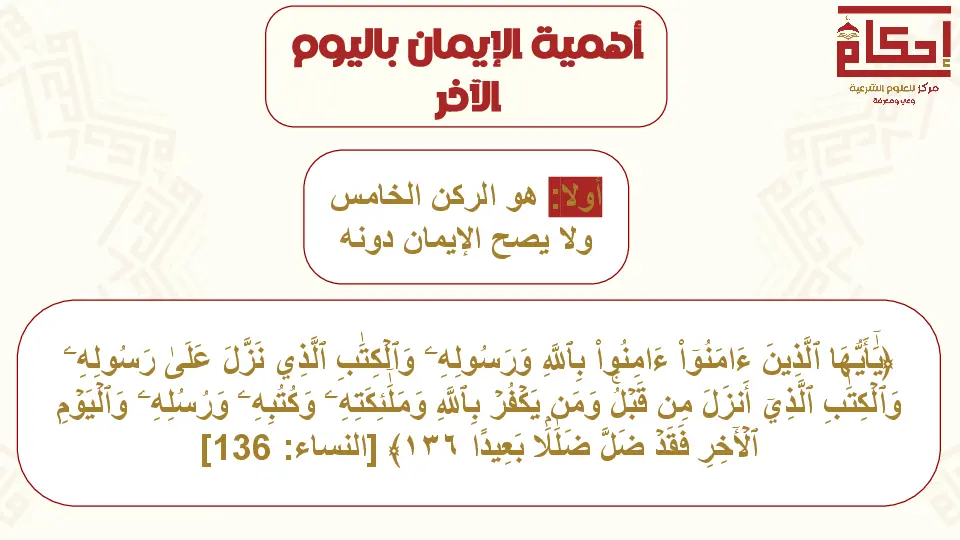 أهمية الإيمان باليوم
الآخر
إحكام
مركز للعلوم الشرعية
وعي ومعرفة
أولا: هو الركن الخامس
ولا يصح الإيمان دونه
﴿يَٰٓأَيُّهَا ٱلَّذِينَ ءَامَنُوٓاْ ءَامِنُواْ بِٱللَّهِ وَرَسُولِهِۦ وَٱلۡكِتَٰبِ ٱلَّذِي نَزَّلَ عَلَىٰ رَسُولِهِۦ
وَٱلۡكِتَٰبِ ٱلَّذِيٓ أَنزَلَ مِن قَبۡلُۚ وَمَن يَكۡفُرۡ بِٱللَّهِ وَمَلَٰٓئِكَتِهِۦ وَكُتُبِهِۦ وَرُسُلِهِۦ وَٱلۡيَوۡمِ
ٱلۡأٓخِرِ فَقَدۡ ضَلَّ ضَلَٰلَۢا بَعِيدًا ١٣٦﴾ [النساء: 136]